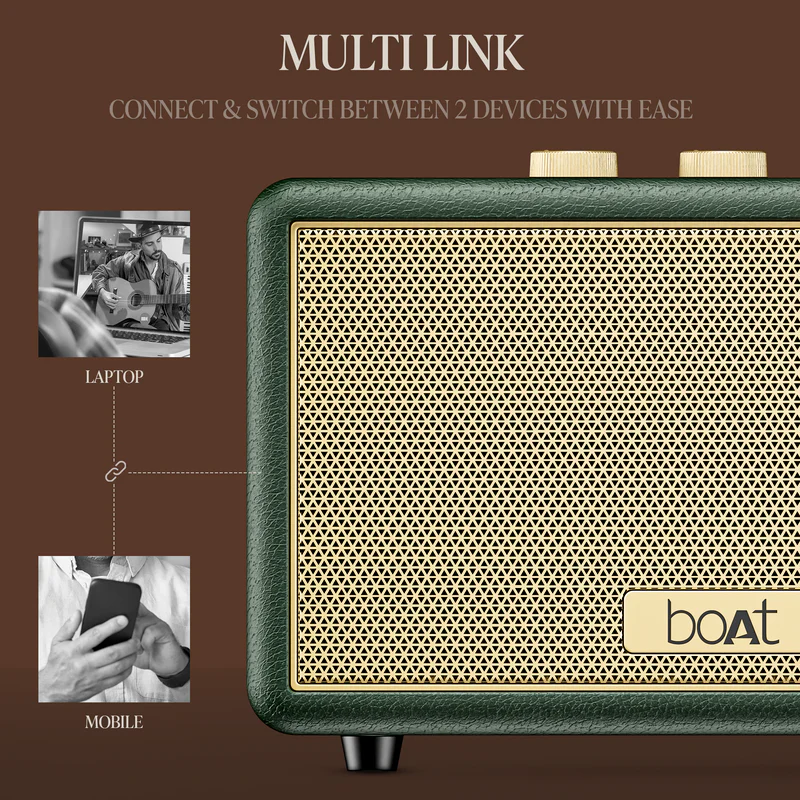 MULTI LINK
CONNECT & SWITCH BETWEEN 2 DEVICES WITH EASE
LAPTOP
MOBILE
boAt